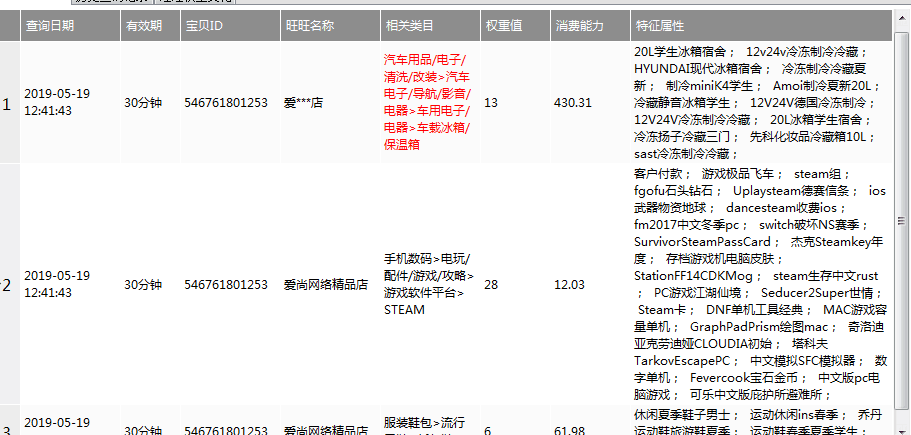 查询日期 有效期 宝贝ID 旺旺名称 相关类目 权重值 消费能力 特征属性
1
2019-05-19
12:41:43
30分钟
546761801253
爱***店
汽车用品/电子/
清洗/改装>汽车
电子/导航/影音/
电器>车用电子/
电器>车载冰箱/
保温箱
13
430.31
20L学生冰箱宿舍； 12v24v冷冻制冷冷藏；
HYUNDAI现代冰箱宿舍； 冷冻制冷冷藏夏
新； 制冷miniK4学生； Amoi制冷夏新20L；
冷藏静音冰箱学生； 12V24V德国冷冻制冷；
12V24V冷冻制冷冷藏； 20L冰箱学生宿舍；
冷冻扬子冷藏三门； 先科化妆品冷藏箱10L；
sast冷冻制冷冷藏；
2
2019-05-19
12:41:43
30分钟
546761801253
爱尚网络精品店
手机数码>电玩/
配件/游戏/攻略>
游戏软件平台>
STEAM
28
12.03
客户付款； 游戏极品飞车； steam组；
fgofu石头钻石； Uplaysteam德赛信条； ios
武器物资地球； dancesteam收费ios；
fm2017中文冬季pc； switch破坏NS赛季；
SurvivorSteamPassCard； 杰克Steamkey年
度； 存档游戏机电脑皮肤；
StationFF14CDKMog； steam生存中文rust
； PC游戏江湖仙境； Seducer2Super世情；
Steam卡； DNF单机工具经典； MAC游戏容
量单机； GraphPadPrism绘图mac； 奇洛迪
亚克劳迪娅CLOUDIA初始； 塔科夫
TarkovEscapePC； 中文模拟SFC模拟器； 数
字单机； Fevercook宝石金币； 中文版pc电
脑游戏； 可乐中文版庇护所避难所；
3
2019-05-19
30分钟
546761801253
爱尚网络精品店
服装鞋包>流行
6
61.98
休闲夏季鞋子男士； 运动休闲ins春季； 乔丹
运动鞋旅游鞋夏季； 运动鞋春季夏季学生；